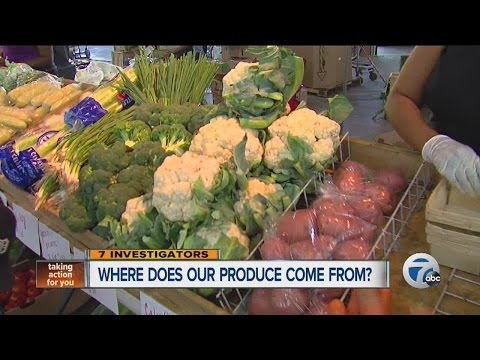 7 INVESTIGATORS
taking
action
for you
WHERE DOES OUR PRODUCE COME FROM?
7
abc